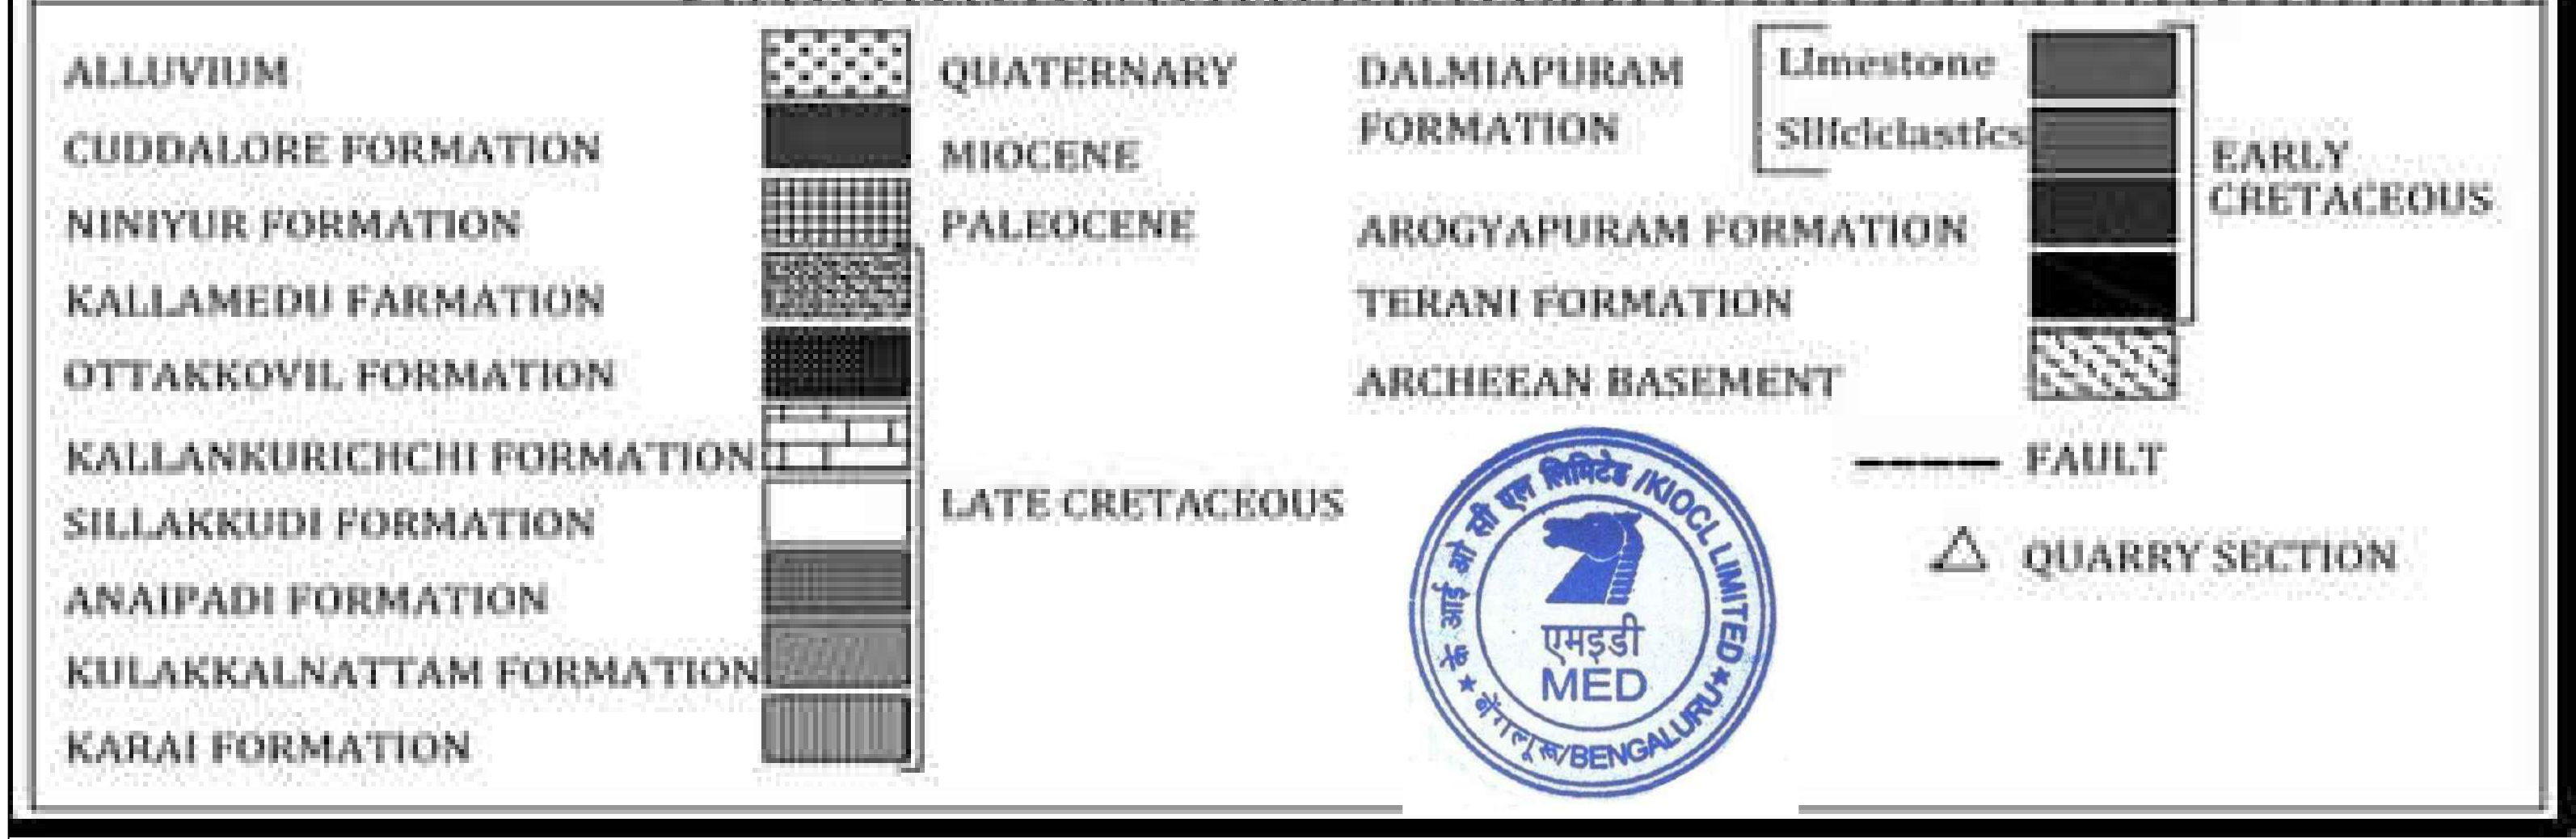 ALLUVIUM
QUATERNARY
CUDDALORE FORMATION
MIOCENE
NINIYUR FORMATION
PALEOCENE
KALLAMEDU FARMATION
OTTAKKOVIL FORMATION
KALLANKURICHCHI FORMATION
SILLAKKUDI FORMATION
LATE CRETACEOUS
ANAIPADI FORMATION
KULAKKALNATTAM FORMATION
KARAI FORMATION
DALMIAPURAM
FORMATION
Limestone
Siliciclastics
EARLY
CRETACEOUS
AROGYAPURAM FORMATION
TERANI FORMATION
ARCHEEAN BASEMENT
FAULT
QUARRY SECTION
के आई ओ सी एल लिमिटेड /KIOCL LIMITED
एमइडी
MED
★ बेंगलूरू/BENGALURU ★